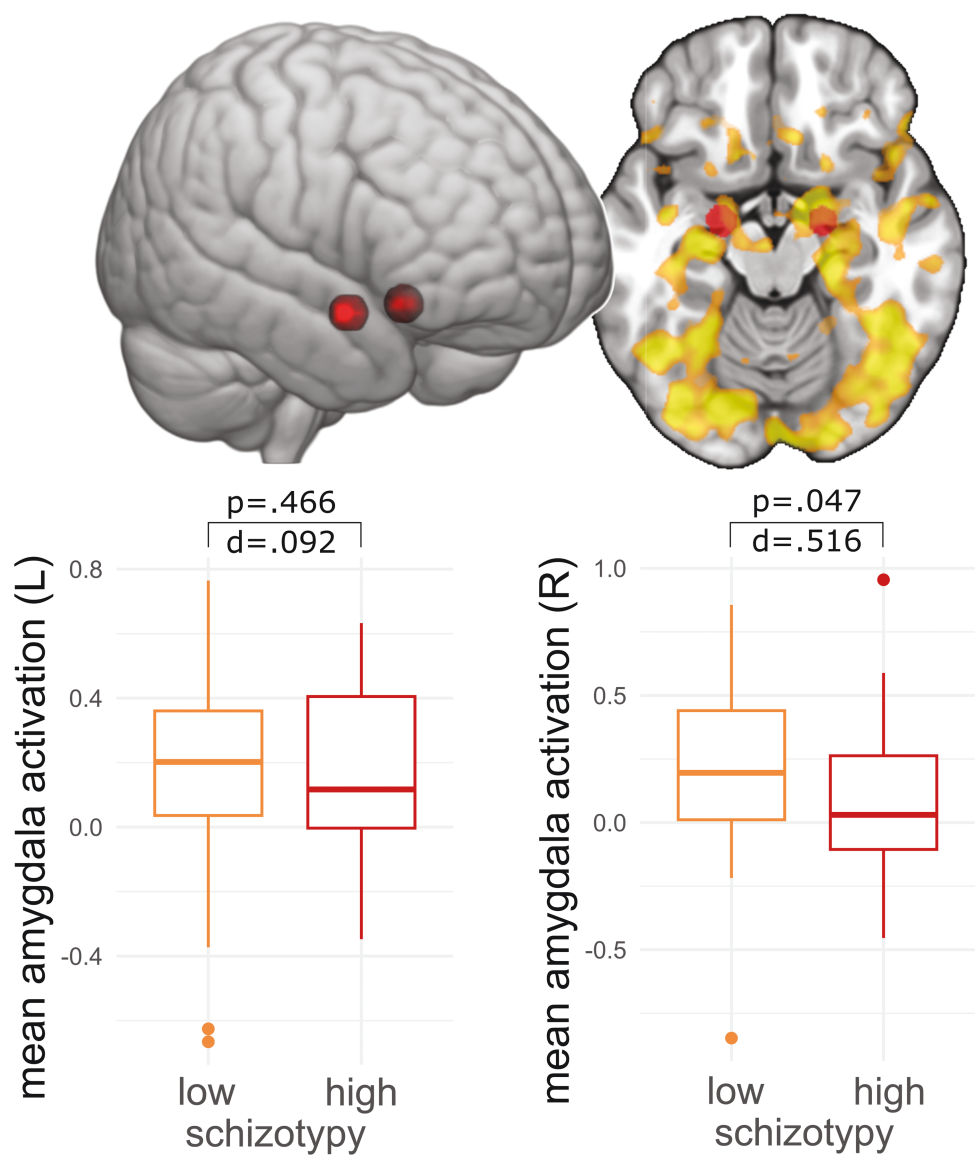 p=.466
d=.092
mean amygdala activation (L)
0.8
0.4
0.0
-0.4
low
high
schizotypy
p=.047
d=.516
mean amygdala activation (R)
1.0
0.5
0.0
-0.5
low
high
schizotypy